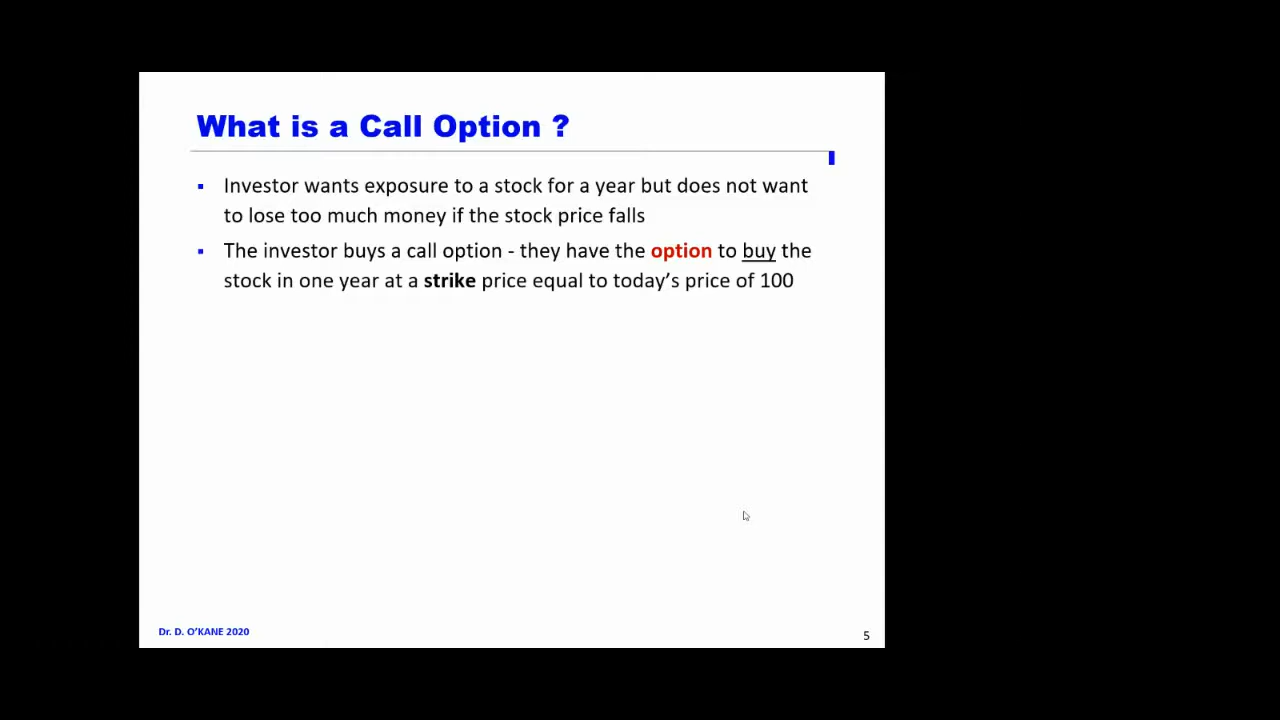 What is a Call Option ?
Investor wants exposure to a stock for a year but does not want
to lose too much money if the stock price falls
The investor buys a call option - they have the option to buy the
stock in one year at a strike price equal to today’s price of 100
Dr. D. O’KANE 2020
5